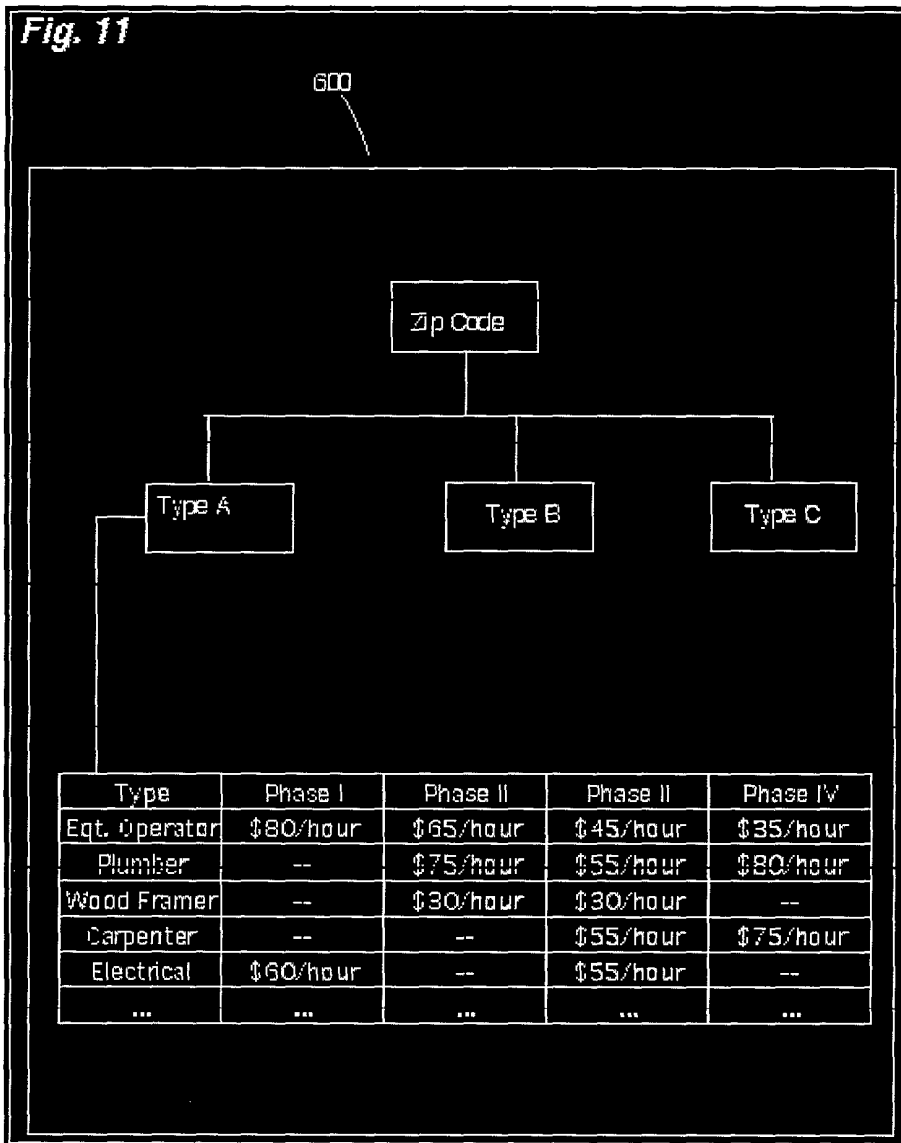 Fig. 11
600
Zip Code
Type A
Type B
Type C
Type Phase I Phase II Phase II Phase IV
Eqt. Operator $80/hour $65/hour $45/hour $35/hour
Plumber -- $75/hour $55/hour $80/hour
Wood Framer -- $30/hour $30/hour --
Carpenter -- -- $55/hour $75/hour
Electrical $60/hour -- $55/hour --
... ... ... ... ...